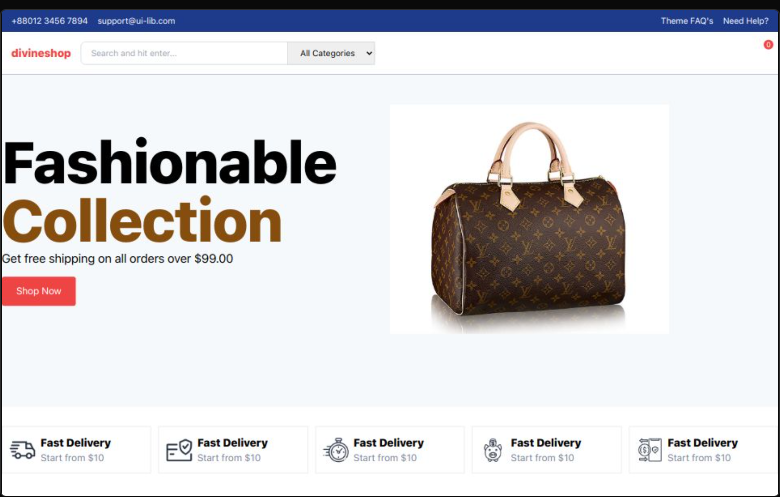 +88012 3456 7894 support@ui-lib.com Theme FAQ's Need Help?
divineshop Search and hit enter... All Categories 0
Fashionable
Collection
Get free shipping on all orders over $99.00
Shop Now
Fast Delivery Fast Delivery Fast Delivery Fast Delivery Fast Delivery
Start from $10 Start from $10 Start from $10 Start from $10 Start from $10